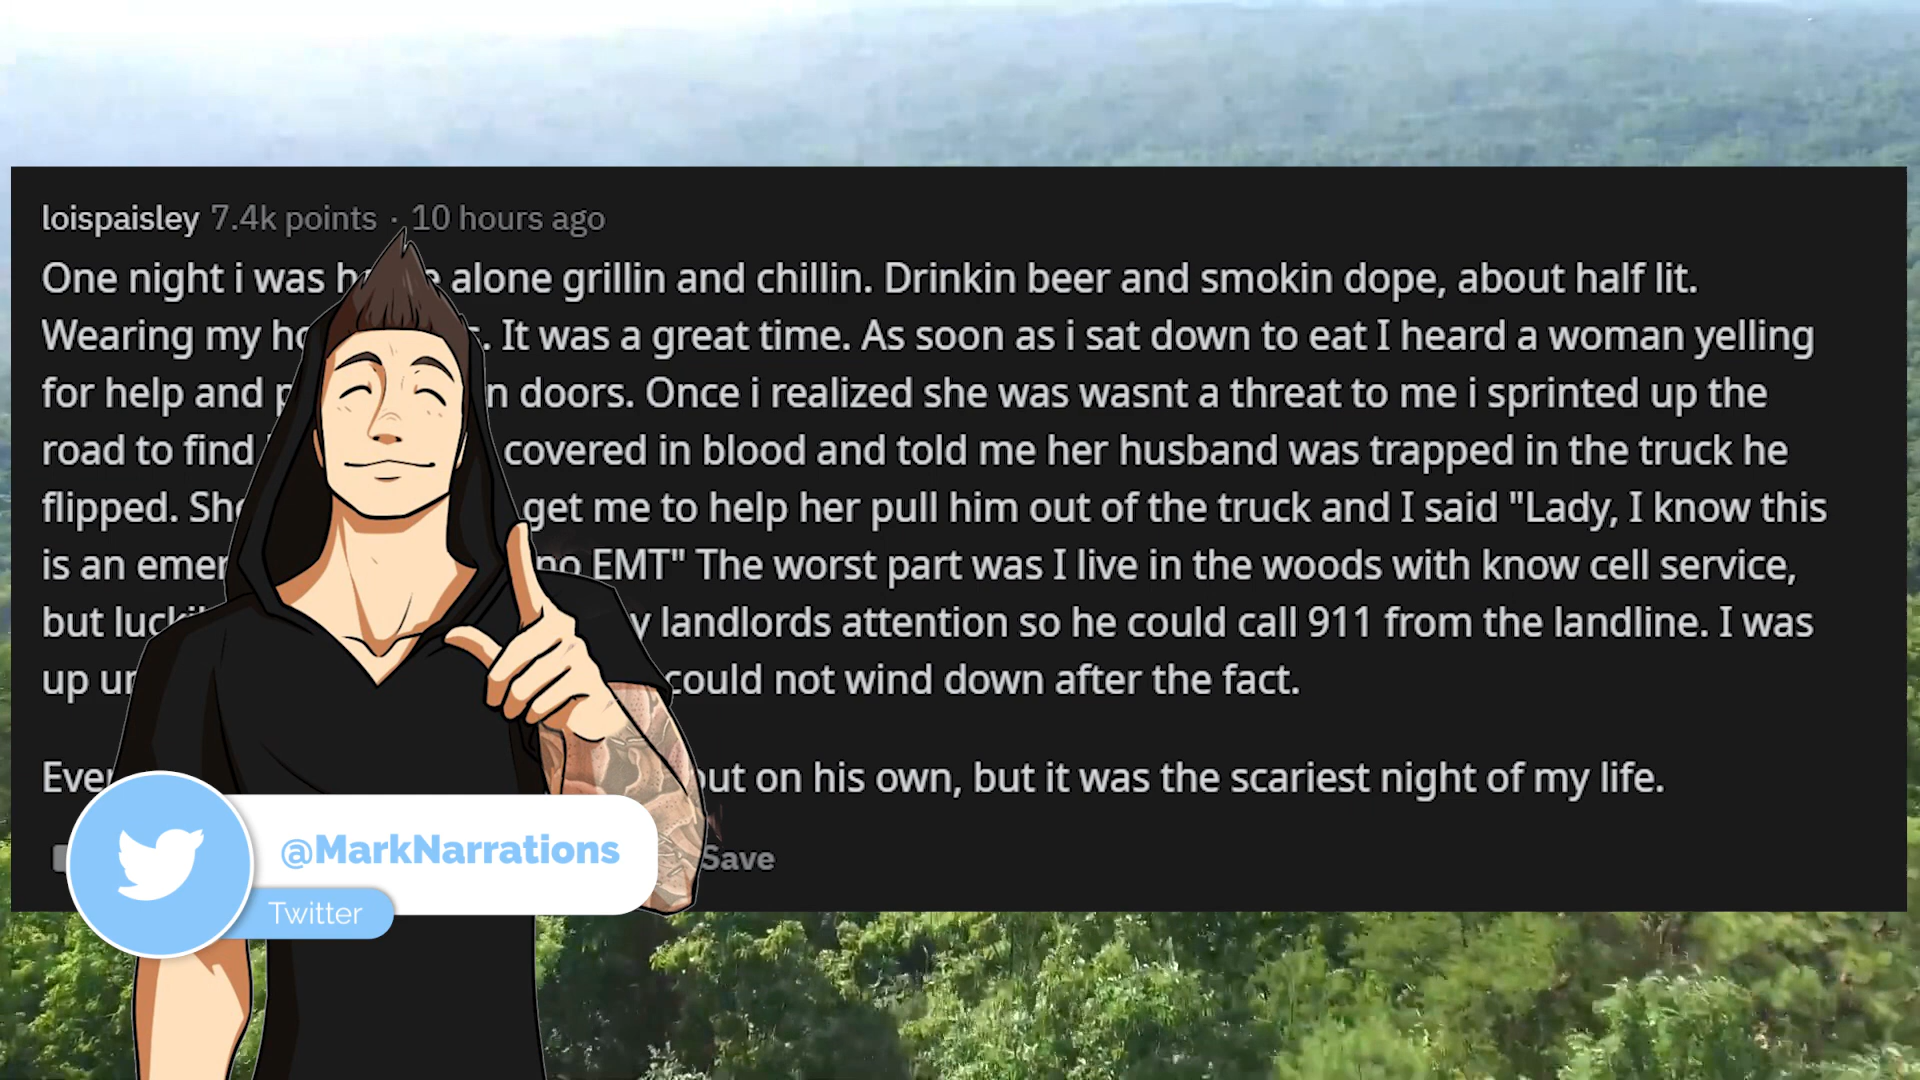 loispaisley 7.4k points · 10 hours ago
One night i was alone grillin and chillin. Drinkin beer and smokin dope, about half lit.
Wearing my . It was a great time. As soon as i sat down to eat I heard a woman yelling
for help and doors. Once i realized she was wasnt a threat to me i sprinted up the
road to find covered in blood and told me her husband was trapped in the truck he
flipped. get me to help her pull him out of the truck and I said "Lady, I know this
is an no EMT" The worst part was I live in the woods with know cell service,
but landlords attention so he could call 911 from the landline. I was
up could not wind down after the fact.
out on his own, but it was the scariest night of my life.
Save
@MarkNarrations
Twitter